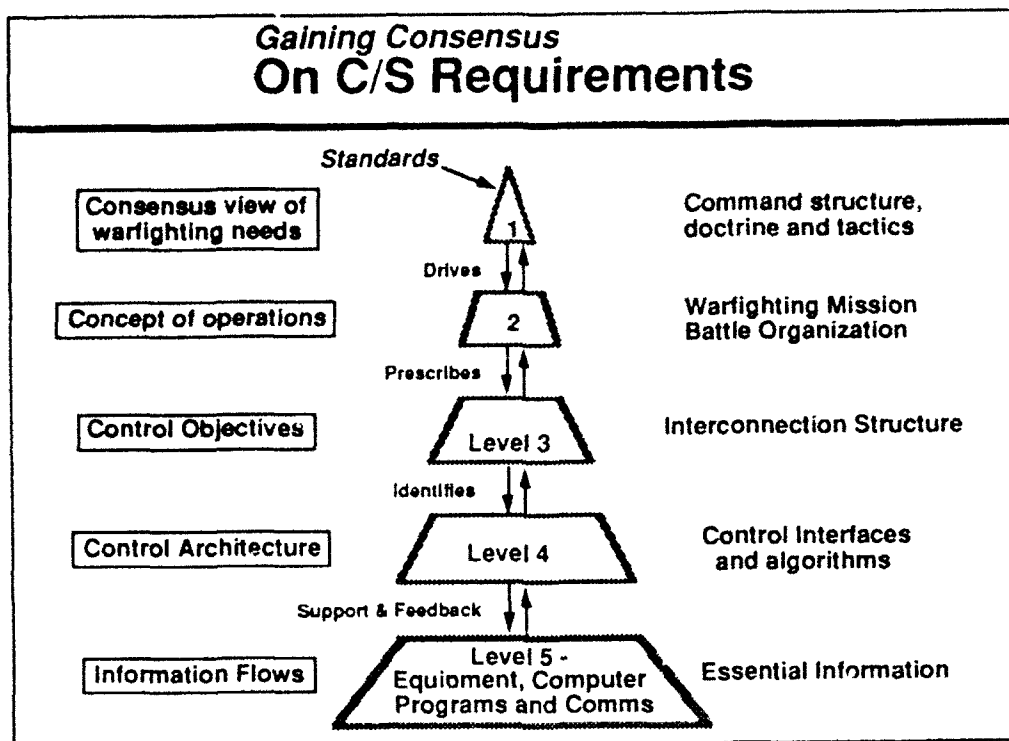 Gaining Consensus
On C/S Requirements
Standards
Consensus view of
warfighting needs
1
Command structure,
doctrine and tactics
Drives
Concept of operations
2
Warfighting Mission
Battle Organization
Prescribes
Control Objectives
Level 3
Interconnection Structure
Identifies
Control Architecture
Level 4
Control Interfaces
and algorithms
Support & Feedback
Information Flows
Level 5 -
Equipment, Computer
Programs and Comms
Essential Information